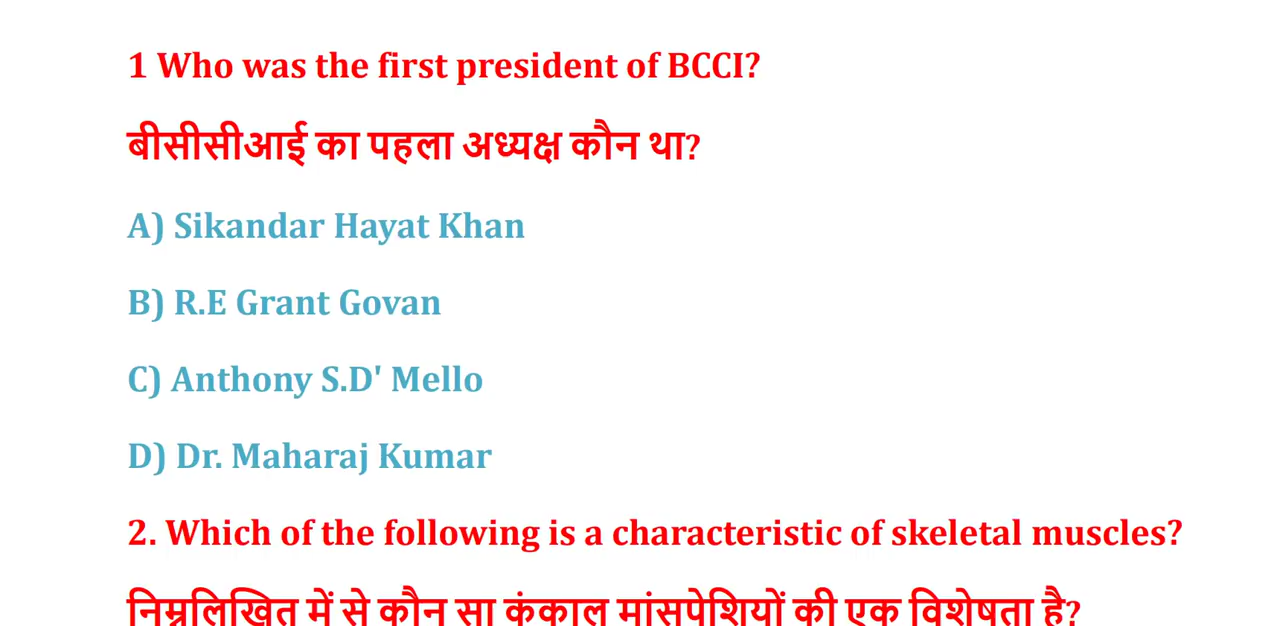 1 Who was the first president of BCCI?
बीसीसीआई का पहला अध्यक्ष कौन था?
A) Sikandar Hayat Khan
B) R.E Grant Govan
C) Anthony S.D' Mello
D) Dr. Maharaj Kumar
2. Which of the following is a characteristic of skeletal muscles?
निम्नलिखित में से कौन सा कंकाल मांसपेशियों की एक विशेषता है?